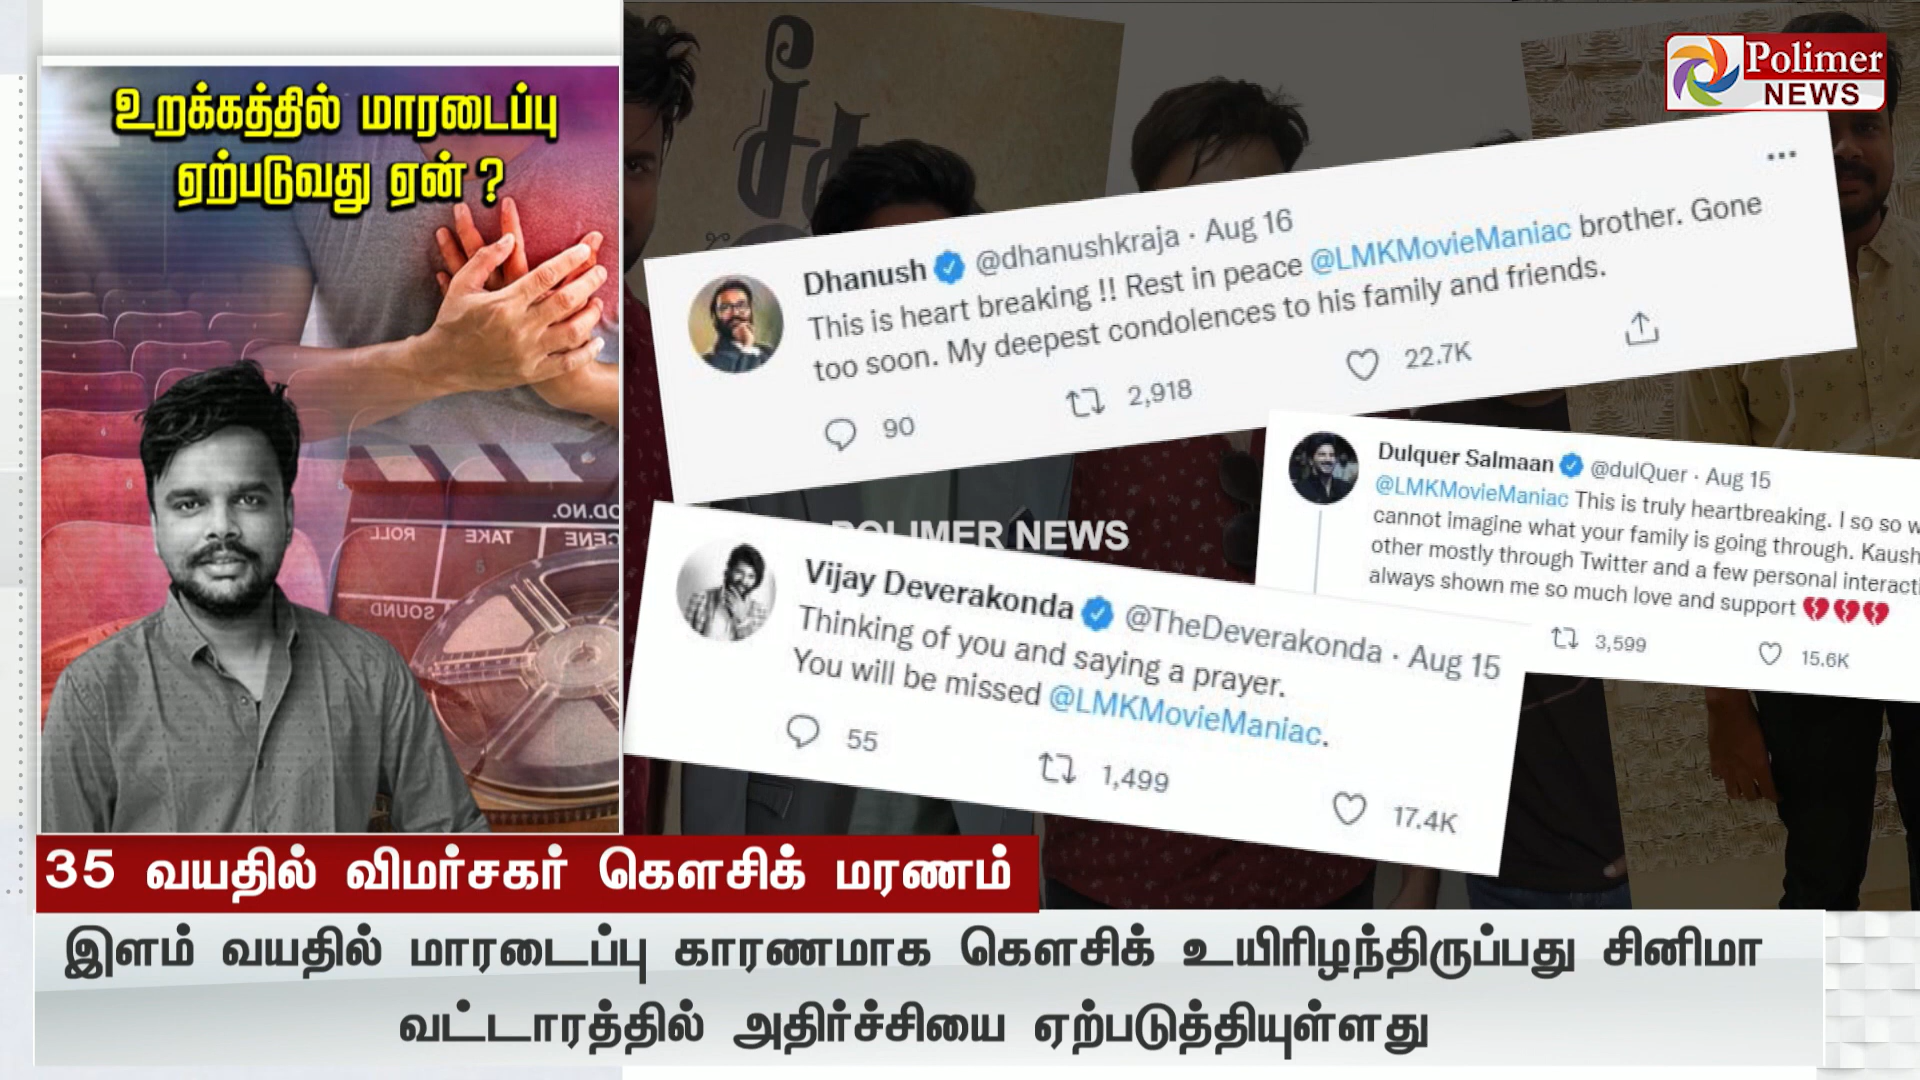 உறக்கத்தில் மாரடைப்பு
ஏற்படுவது ஏன் ?
Polimer
NEWS
Dhanush @dhanushkraja · Aug 16
This is heart breaking !! Rest in peace @LMKMovieManiac brother. Gone
too soon. My deepest condolences to his family and friends.
90 2,918 22.7K
Dulquer Salmaan @dulQuer · Aug 15
@LMKMovieManiac This is truly heartbreaking. I so so w
cannot imagine what your family is going through. Kaush
other mostly through Twitter and a few personal interacti
always shown me so much love and support 💔💔💔
3,599 15.6K
POLIMER NEWS
Vijay Deverakonda @TheDeverakonda · Aug 15
Thinking of you and saying a prayer.
You will be missed @LMKMovieManiac.
55 1,499 17.4K
ROLL TAKE
SOUND
35 வயதில் விமர்சகர் கௌசிக் மரணம்
இளம் வயதில் மாரடைப்பு காரணமாக கௌசிக் உயிரிழந்திருப்பது சினிமா
வட்டாரத்தில் அதிர்ச்சியை ஏற்படுத்தியுள்ளது